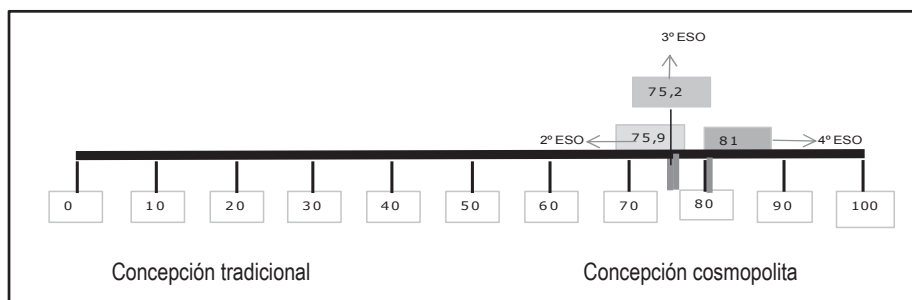 3º ESO
75,2
2º ESO 75,9 81 4º ESO
0 10 20 30 40 50 60 70 80 90 100
Concepción tradicional Concepción cosmopolita